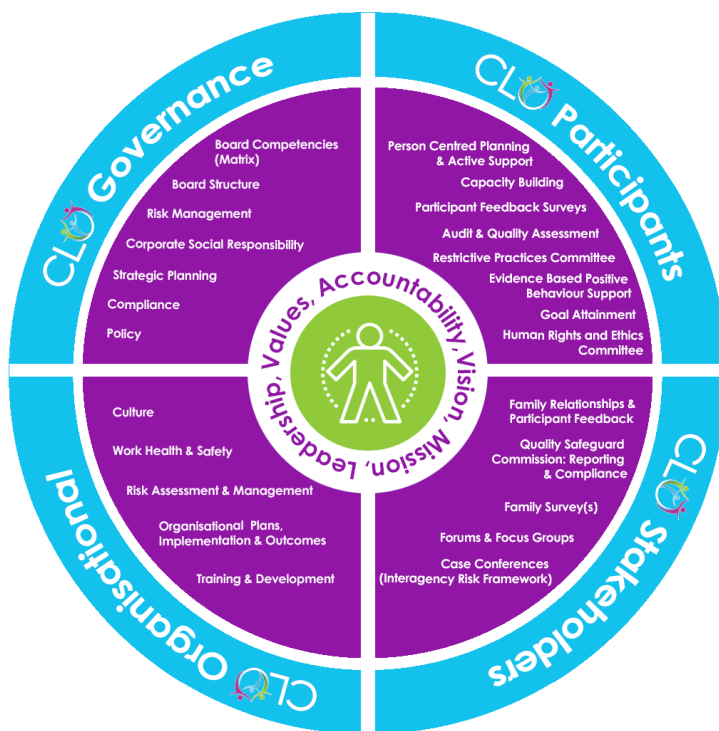 CLO Governance
Board Competencies
(Matrix)
Board Structure
Risk Management
Corporate Social Responsibility
Strategic Planning
Compliance
Policy
CLO Participants
Person Centred Planning
& Active Support
Capacity Building
Participant Feedback Surveys
Audit & Quality Assessment
Restrictive Practices Committee
Evidence Based Positive
Behaviour Support
Goal Attainment
Human Rights and Ethics
Committee
Values, Accountability, Vision, Mission, Leadership,
CLO Organisational
Culture
Work Health & Safety
Risk Assessment & Management
Organisational Plans,
Implementation & Outcomes
Training & Development
CLO Stakeholders
Family Relationships &
Participant Feedback
Quality Safeguard
Commission: Reporting
& Compliance
Family Survey(s)
Forums & Focus Groups
Case Conferences
(Interagency Risk Framework)